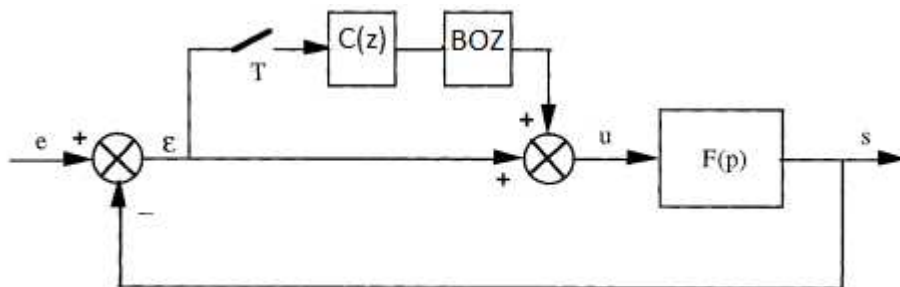 C(z)
BOZ
T
+
e
ε
+
+
u
F(p)
s
−